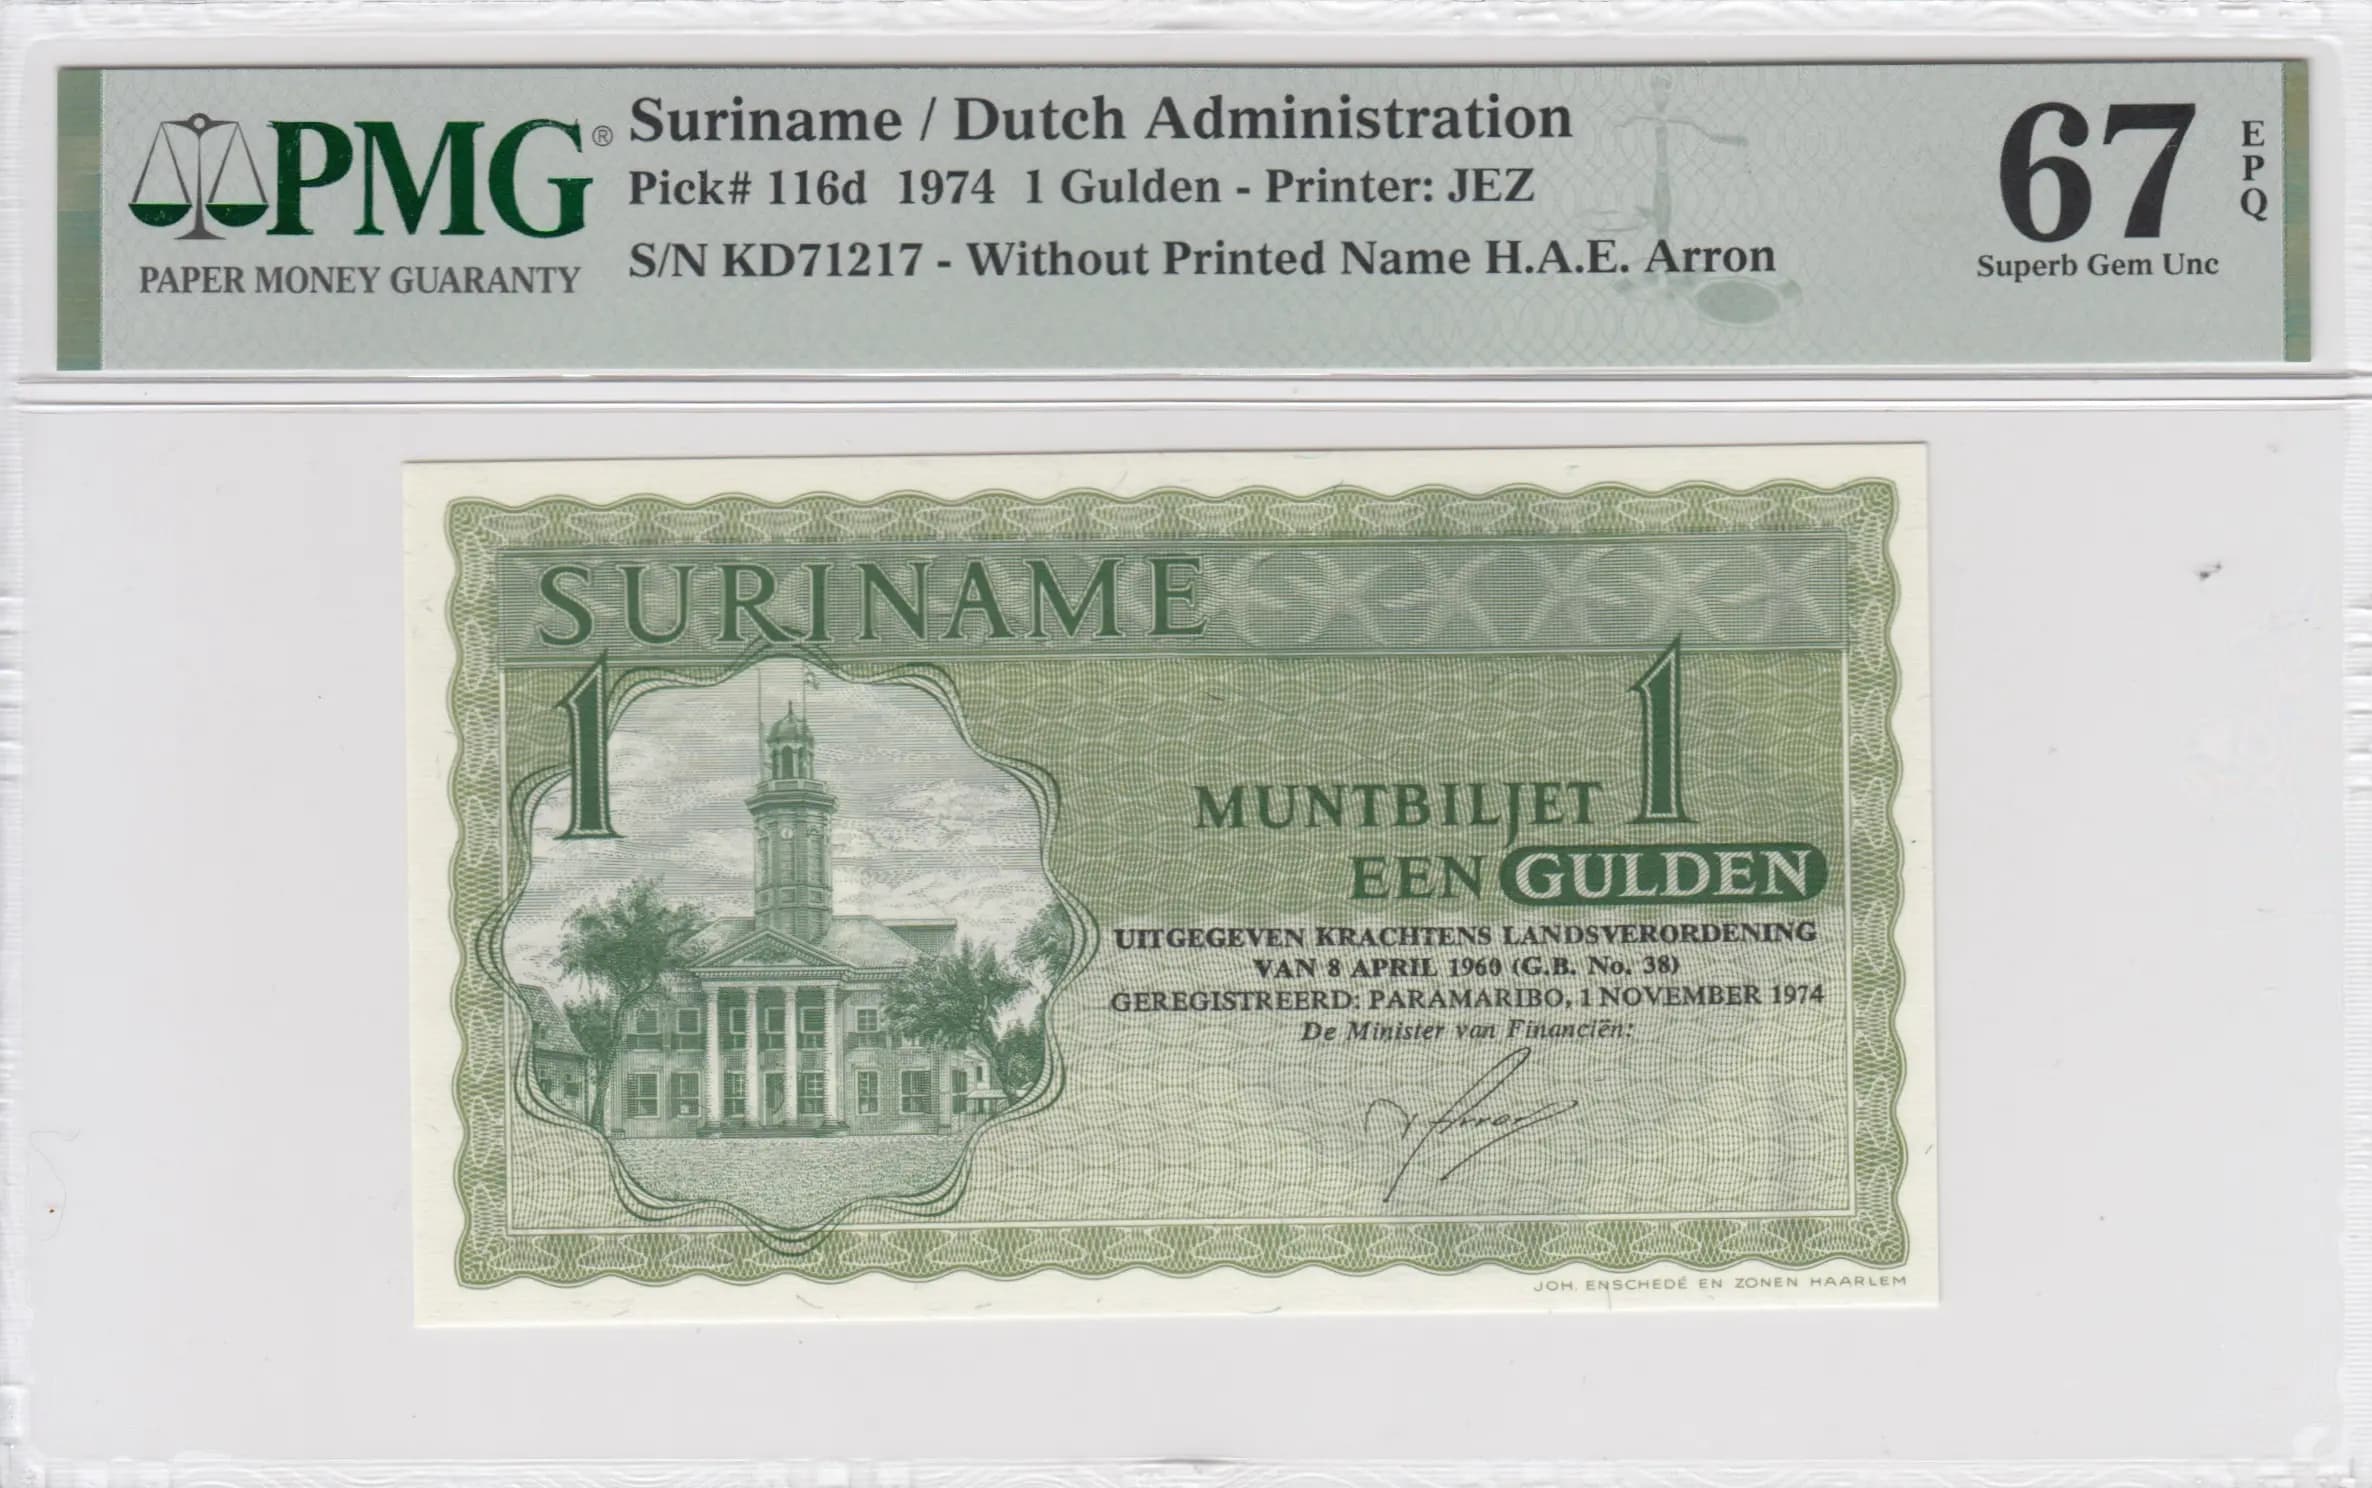 PMG®
PAPER MONEY GUARANTY
Suriname / Dutch Administration
Pick# 116d 1974 1 Gulden - Printer: JEZ
S/N KD71217 - Without Printed Name H.A.E. Arron
67
EPQ
Superb Gem Unc
SURINAME
1
1
MUNTBILJET
EEN GULDEN
UITGEGEVEN KRACHTENS LANDSVERORDENING
VAN 8 APRIL 1960 (G.B. No. 38)
GEREGISTREERD: PARAMARIBO, 1 NOVEMBER 1974
De Minister van Financiën:
JOH. ENSCHEDÉ EN ZONEN HAARLEM